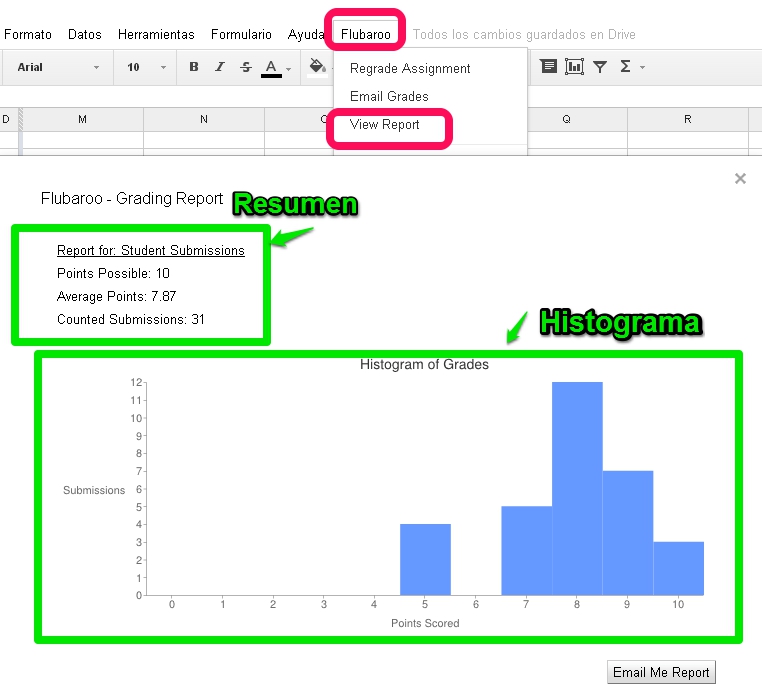 Formato Datos Herramientas Formulario Ayuda Flubaroo Todos los cambios guardados en Drive
Arial 10 B I S A Σ
Regrade Assignment
Email Grades
View Report
D M N Q R
×
Flubaroo - Grading Report
Resumen
Report for: Student Submissions
Points Possible: 10
Average Points: 7.87
Counted Submissions: 31
Histograma
Histogram of Grades
12
11
10
9
8
7
Submissions 6
5
4
3
2
1
0
0 1 2 3 4 5 6 7 8 9 10
Points Scored
Email Me Report